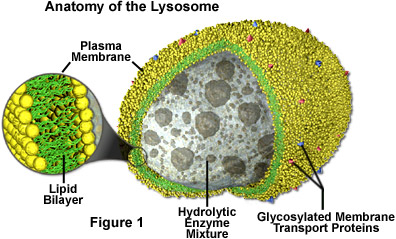 Anatomy of the Lysosome
Plasma
Membrane
Lipid
Bilayer
Figure 1
Hydrolytic
Enzyme
Mixture
Glycosylated Membrane
Transport Proteins